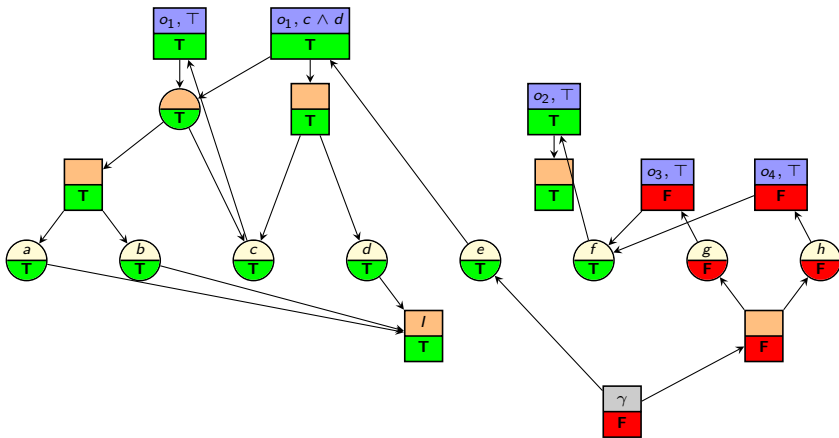 o₁, ⊤
T
o₁, c ∧ d
T
T
T
o₂, ⊤
T
T
T
o₃, ⊤
F
o₄, ⊤
F
a
T
b
T
c
T
d
T
e
T
f
T
g
F
h
F
I
T
F
γ
F